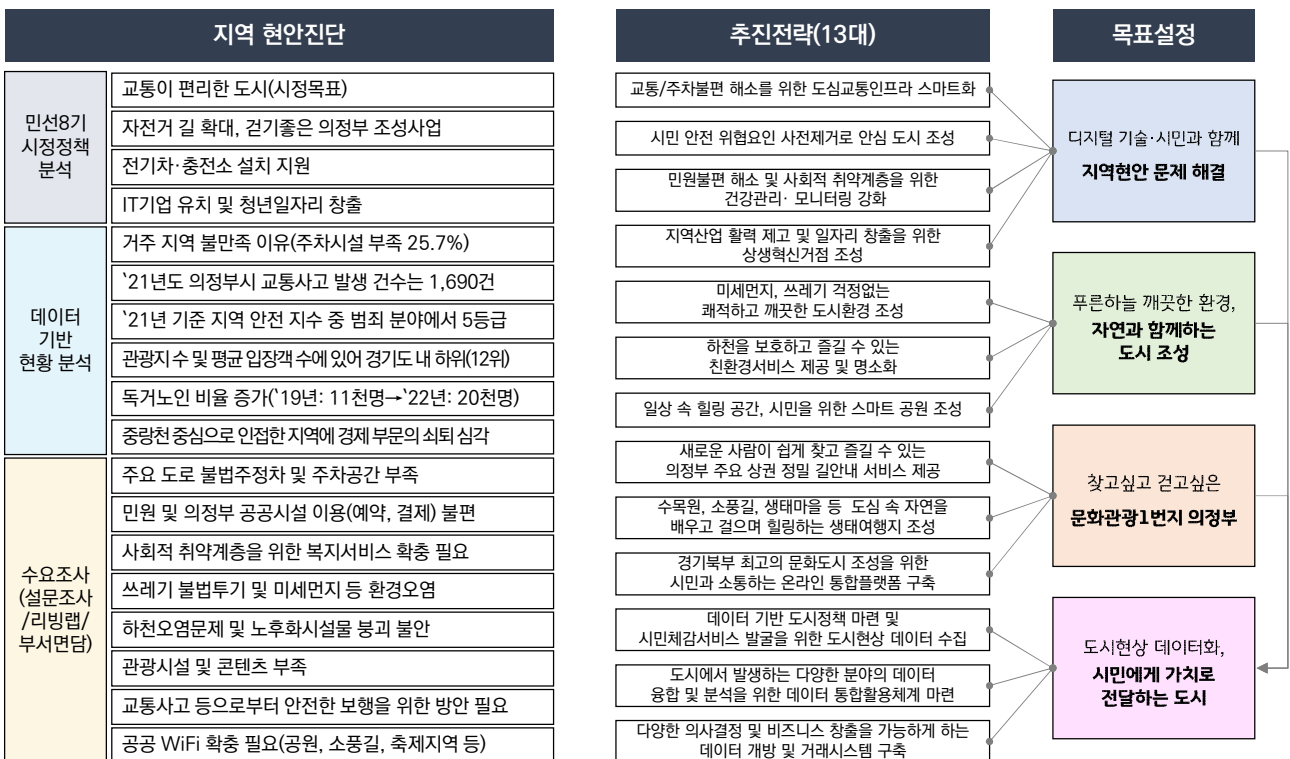 지역 현안진단
민선8기
시정정책
분석
교통이 편리한 도시(시정목표)
자전거 길 확대, 걷기좋은 의정부 조성사업
전기차·충전소 설치 지원
IT기업 유치 및 청년일자리 창출
데이터
기반
현황 분석
거주 지역 불만족 이유(주차시설 부족 25.7%)
‵21년도 의정부시 교통사고 발생 건수는 1,690건
‵21년 기준 지역 안전 지수 중 범죄 분야에서 5등급
관광지 수 및 평균 입장객 수에 있어 경기도 내 하위(12위)
독거노인 비율 증가(‵19년: 11천명→‵22년: 20천명)
중랑천 중심으로 인접한 지역에 경제 부문의 쇠퇴 심각
수요조사
(설문조사
/리빙랩/
부서면담)
주요 도로 불법주정차 및 주차공간 부족
민원 및 의정부 공공시설 이용(예약, 결제) 불편
사회적 취약계층을 위한 복지서비스 확충 필요
쓰레기 불법투기 및 미세먼지 등 환경오염
하천오염문제 및 노후화시설물 붕괴 불안
관광시설 및 콘텐츠 부족
교통사고 등으로부터 안전한 보행을 위한 방안 필요
공공 WiFi 확충 필요(공원, 소풍길, 축제지역 등)
추진전략(13대)
교통/주차불편 해소를 위한 도심교통인프라 스마트화
시민 안전 위협요인 사전제거로 안심 도시 조성
민원불편 해소 및 사회적 취약계층을 위한
건강관리· 모니터링 강화
지역산업 활력 제고 및 일자리 창출을 위한
상생혁신거점 조성
미세먼지, 쓰레기 걱정없는
쾌적하고 깨끗한 도시환경 조성
하천을 보호하고 즐길 수 있는
친환경서비스 제공 및 명소화
일상 속 힐링 공간, 시민을 위한 스마트 공원 조성
새로운 사람이 쉽게 찾고 즐길 수 있는
의정부 주요 상권 정밀 길안내 서비스 제공
수목원, 소풍길, 생태마을 등 도심 속 자연을
배우고 걸으며 힐링하는 생태여행지 조성
경기북부 최고의 문화도시 조성을 위한
시민과 소통하는 온라인 통합플랫폼 구축
데이터 기반 도시정책 마련 및
시민체감서비스 발굴을 위한 도시현상 데이터 수집
도시에서 발생하는 다양한 분야의 데이터
융합 및 분석을 위한 데이터 통합활용체계 마련
다양한 의사결정 및 비즈니스 창출을 가능하게 하는
데이터 개방 및 거래시스템 구축
목표설정
디지털 기술·시민과 함께
지역현안 문제 해결
푸른하늘 깨끗한 환경,
자연과 함께하는
도시 조성
찾고싶고 걷고싶은
문화관광1번지 의정부
도시현상 데이터화,
시민에게 가치로
전달하는 도시